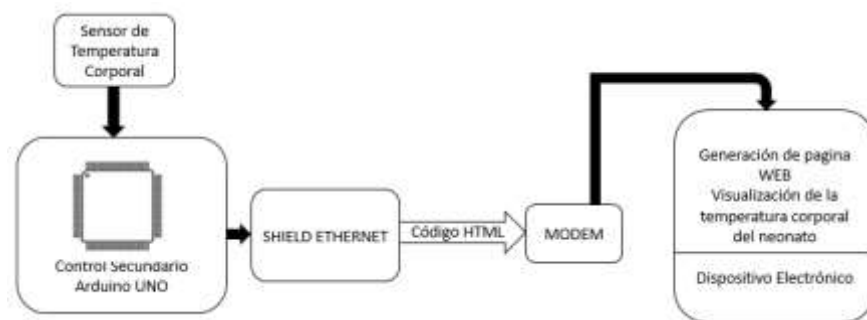 Sensor de
Temperatura
Corporal
Control Secundario
Arduino UNO
SHIELD ETHERNET
Código HTML
MODEM
Generación de pagina
WEB
Visualización de la
temperatura corporal
del neonato
Dispositivo Electrónico